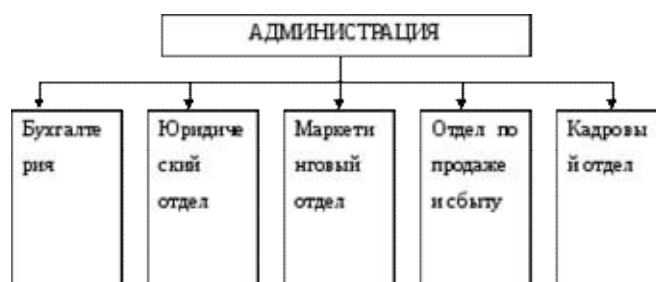 АДМИНИСТРАЦИЯ
Бухгалте
рия
Юридиче
ский
отдел
Маркети
нговый
отдел
Отдел по
продаже
и сбыту
Кадровы
й отдел